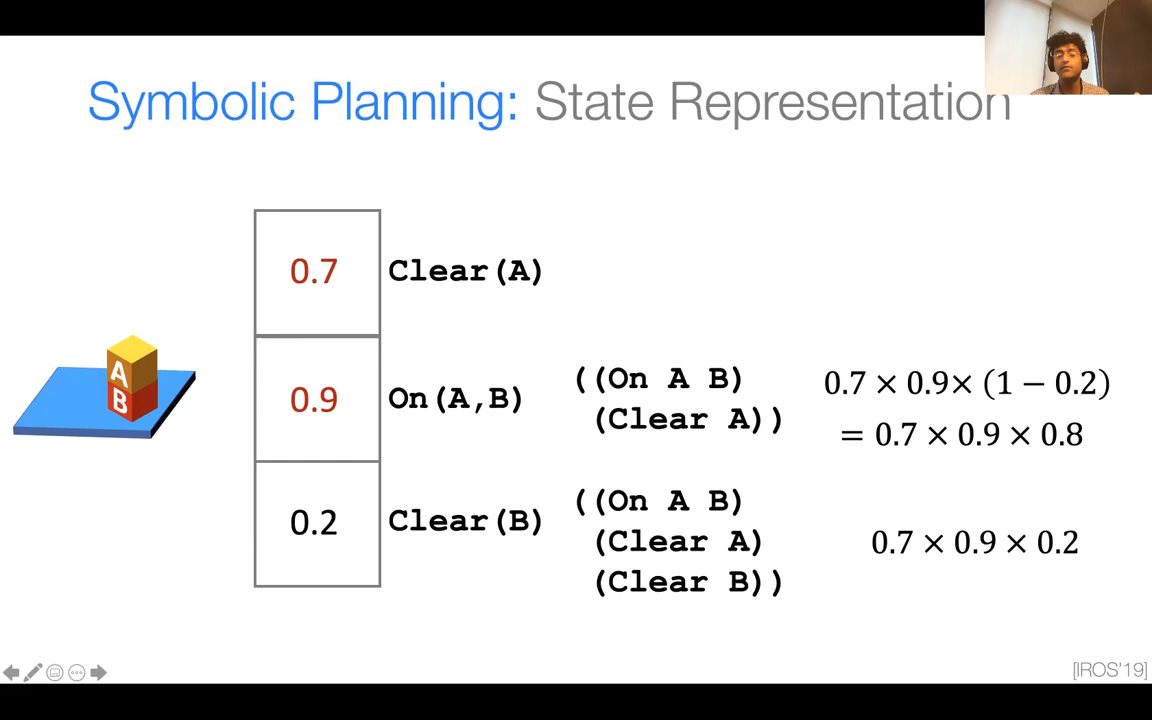 Symbolic Planning: State Representation
0.7 Clear(A)
A
B
0.9 On(A,B)
((On A B)
(Clear A))
0.7 × 0.9× (1 − 0.2)
= 0.7 × 0.9 × 0.8
0.2 Clear(B)
((On A B)
(Clear A)
(Clear B))
0.7 × 0.9 × 0.2
[IROS'19]